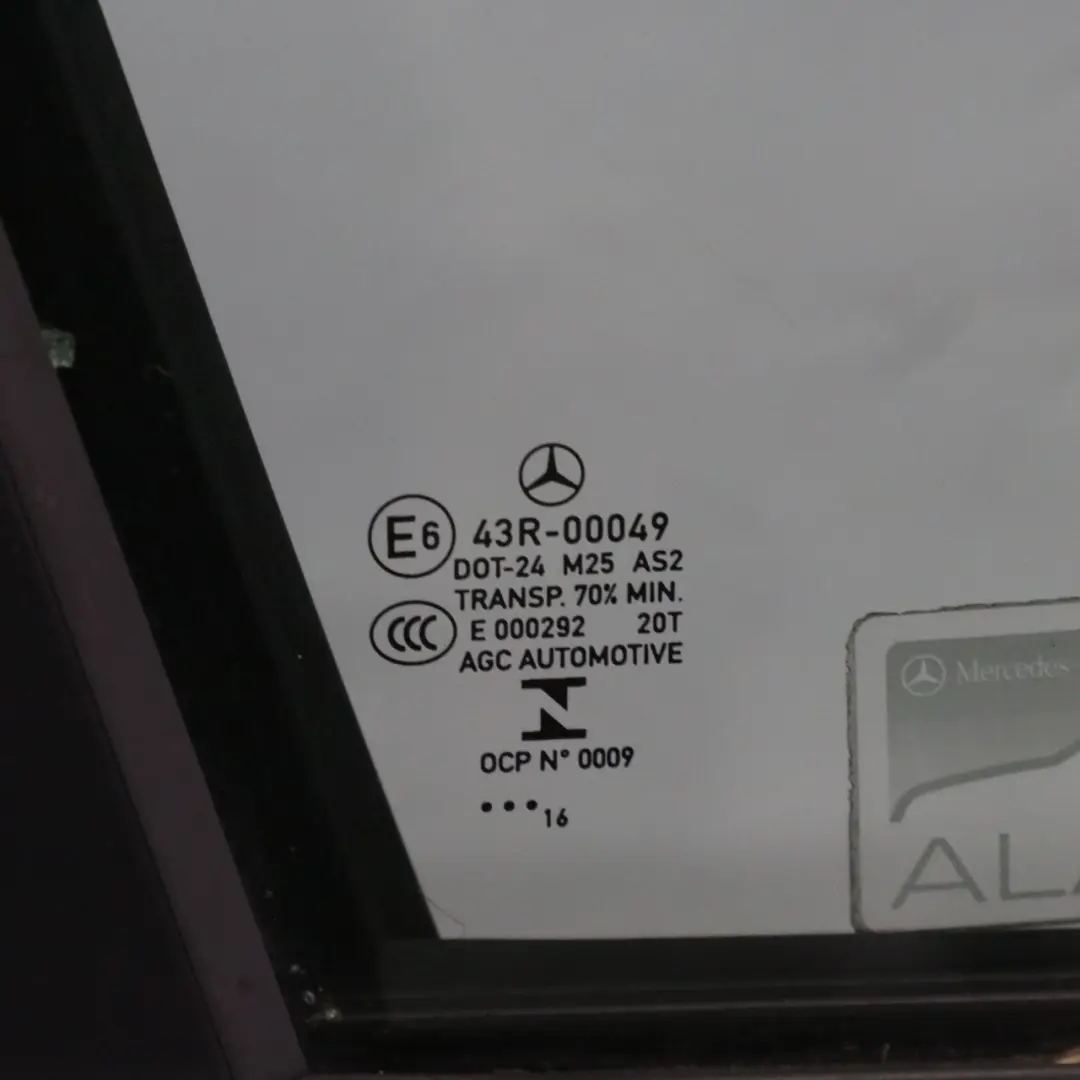 E6 43R-00049
DOT-24 M25 AS2
TRANSP. 70% MIN.
CCC E 000292 20T
AGC AUTOMOTIVE
OCP N° 0009
•••16
Mercedes
ALA